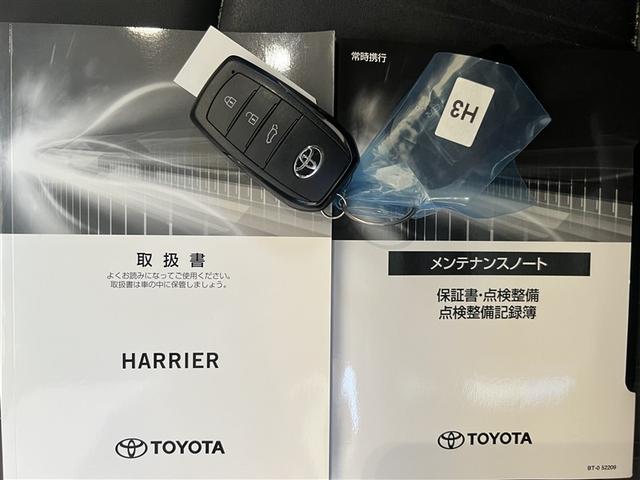 取扱書
よくお読みになってご使用ください。
取扱書は車の中に保管しましょう。
HARRIER
TOYOTA
常時携行
H3
メンテナンスノート
保証書・点検整備
点検整備記録簿
TOYOTA
BT-0 52209